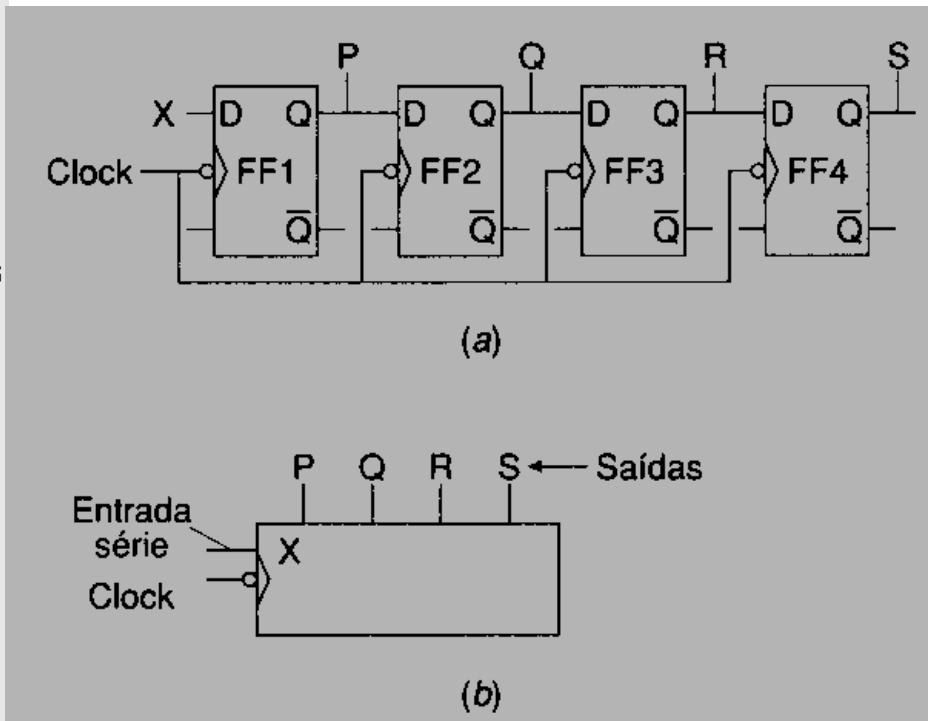 P Q R S
X D Q D Q D Q D Q
Clock FF1 FF2 FF3 FF4
Q̅ Q̅ Q̅ Q̅
(a)
P Q R S Saídas
Entrada
série
X
Clock
(b)